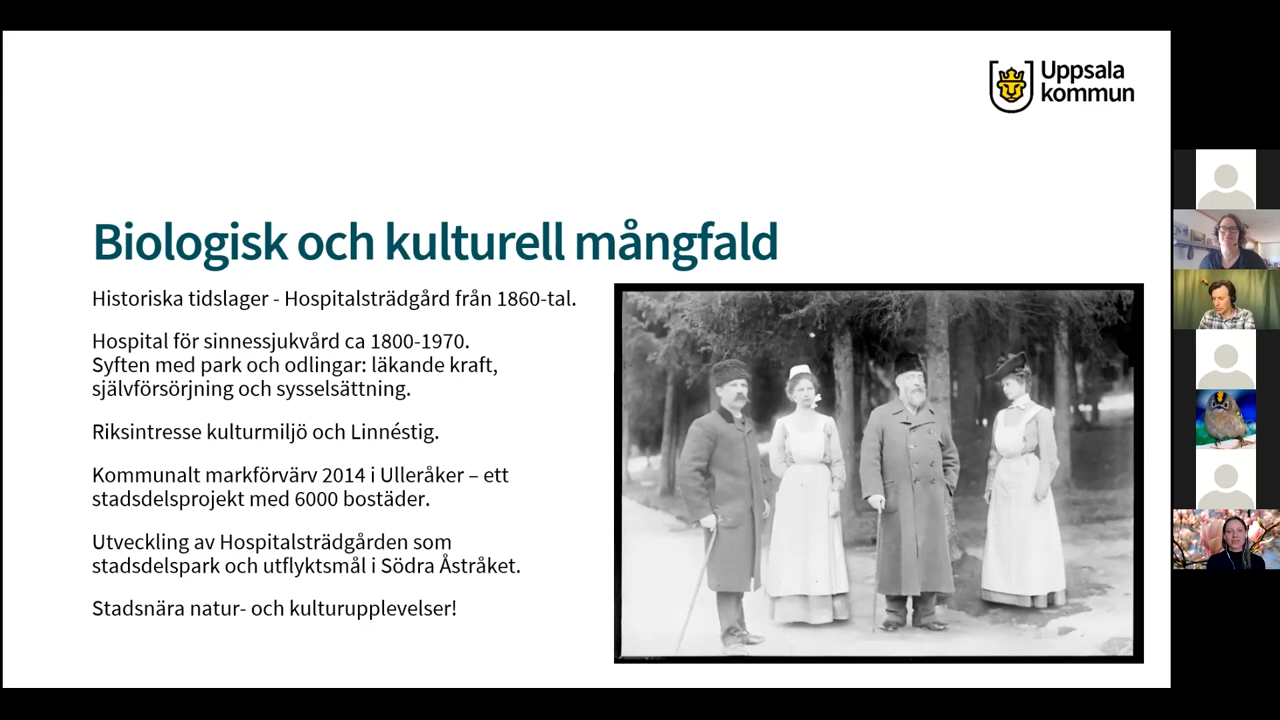 Uppsala
kommun
Biologisk och kulturell mångfald
Historiska tidslager - Hospitalsträdgård från 1860-tal.
Hospital för sinnessjukvård ca 1800-1970.
Syften med park och odlingar: läkande kraft,
självförsörjning och sysselsättning.
Riksintresse kulturmiljö och Linnéstig.
Kommunalt markförvärv 2014 i Ulleråker – ett
stadsdelsprojekt med 6000 bostäder.
Utveckling av Hospitalsträdgården som
stadsdelspark och utflyktsmål i Södra Åstråket.
Stadsnära natur- och kulturupplevelser!